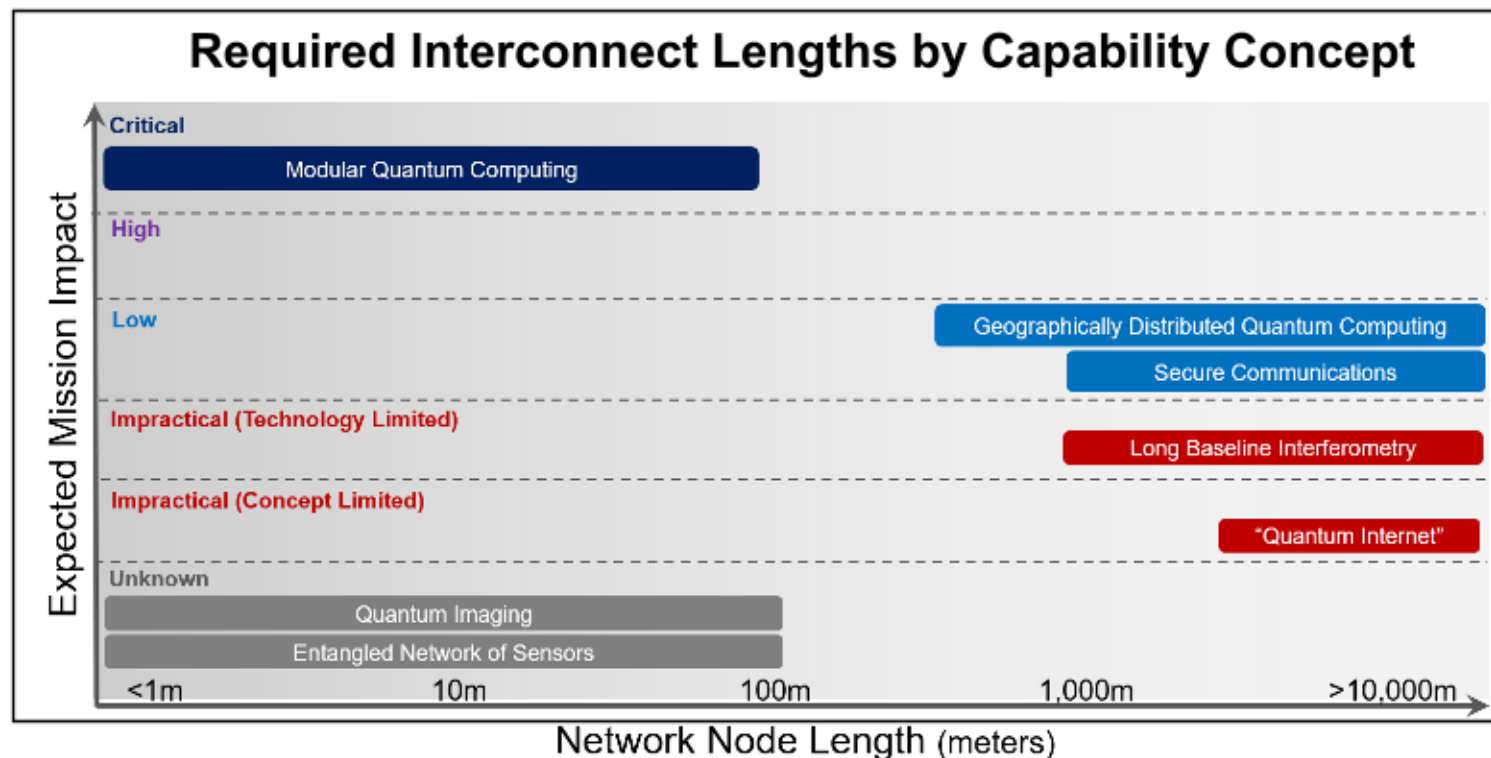 Required Interconnect Lengths by Capability Concept
Expected Mission Impact
Critical
Modular Quantum Computing
High
Low
Geographically Distributed Quantum Computing
Secure Communications
Impractical (Technology Limited)
Long Baseline Interferometry
Impractical (Concept Limited)
“Quantum Internet”
Unknown
Quantum Imaging
Entangled Network of Sensors
<1m 10m 100m 1,000m >10,000m
Network Node Length (meters)